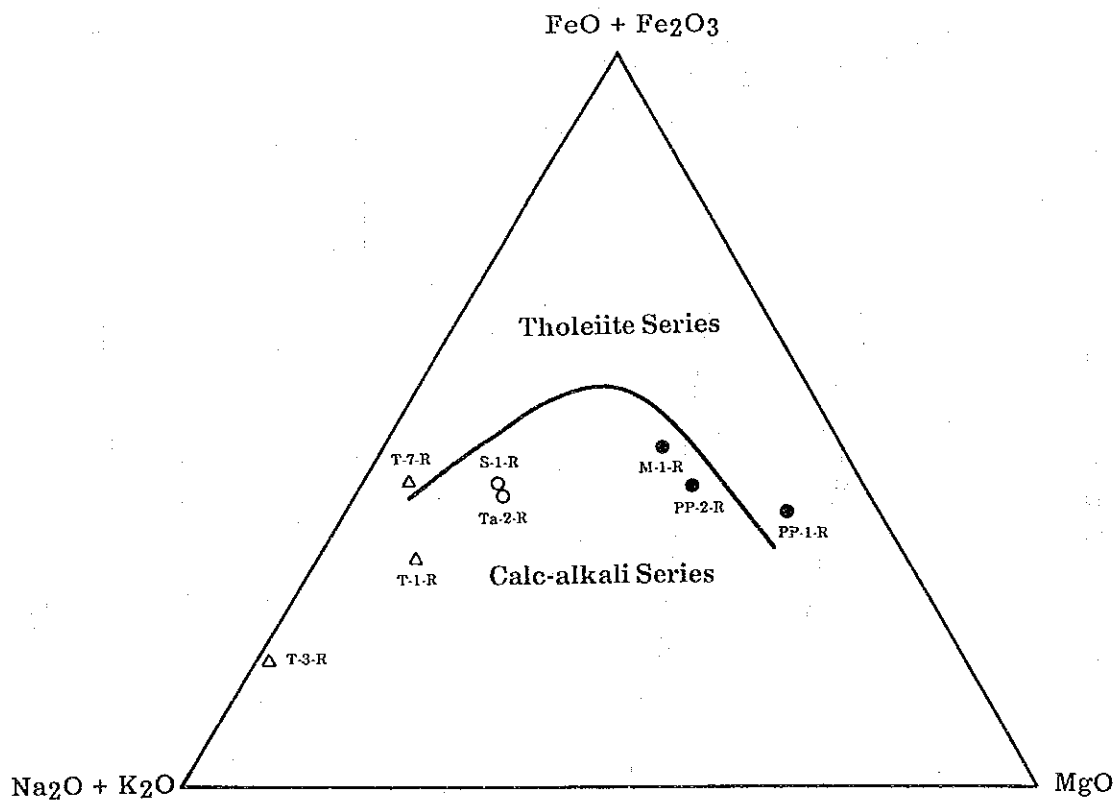 FeO + Fe₂O₃
Tholeiite Series
T-7-R
S-1-R
M-1-R
Ta-2-R
PP-2-R
PP-1-R
T-1-R
Calc-alkali Series
T-3-R
Na₂O + K₂O
MgO